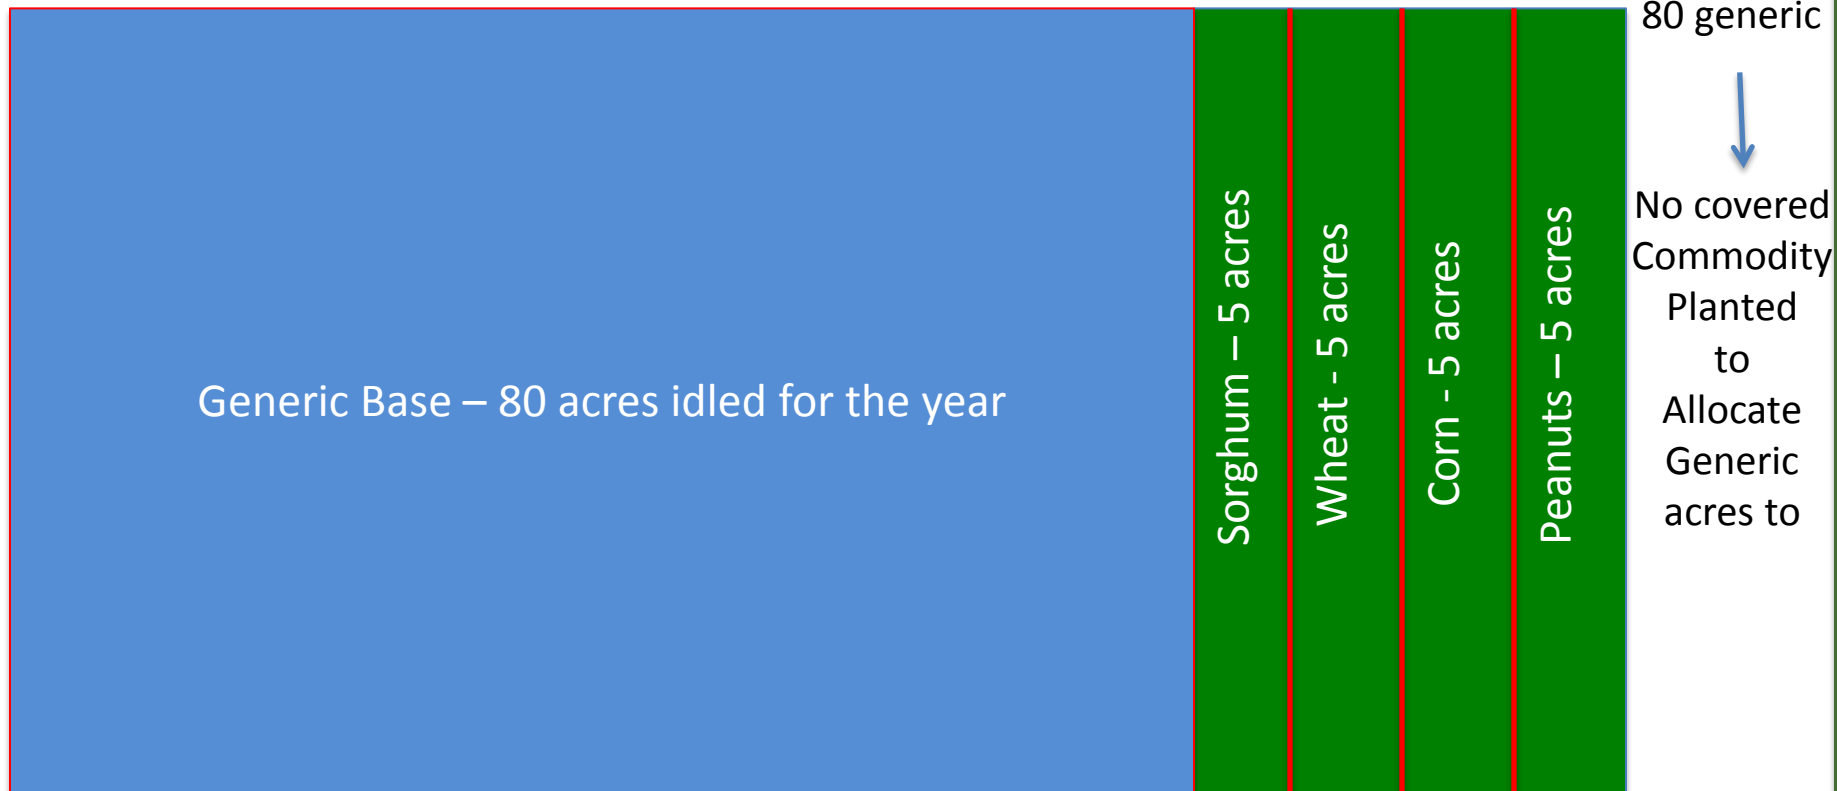 Generic Base – 80 acres idled for the year
Sorghum – 5 acres
Wheat - 5 acres
Corn - 5 acres
Peanuts – 5 acres
80 generic
No covered
Commodity
Planted
to
Allocate
Generic
acres to